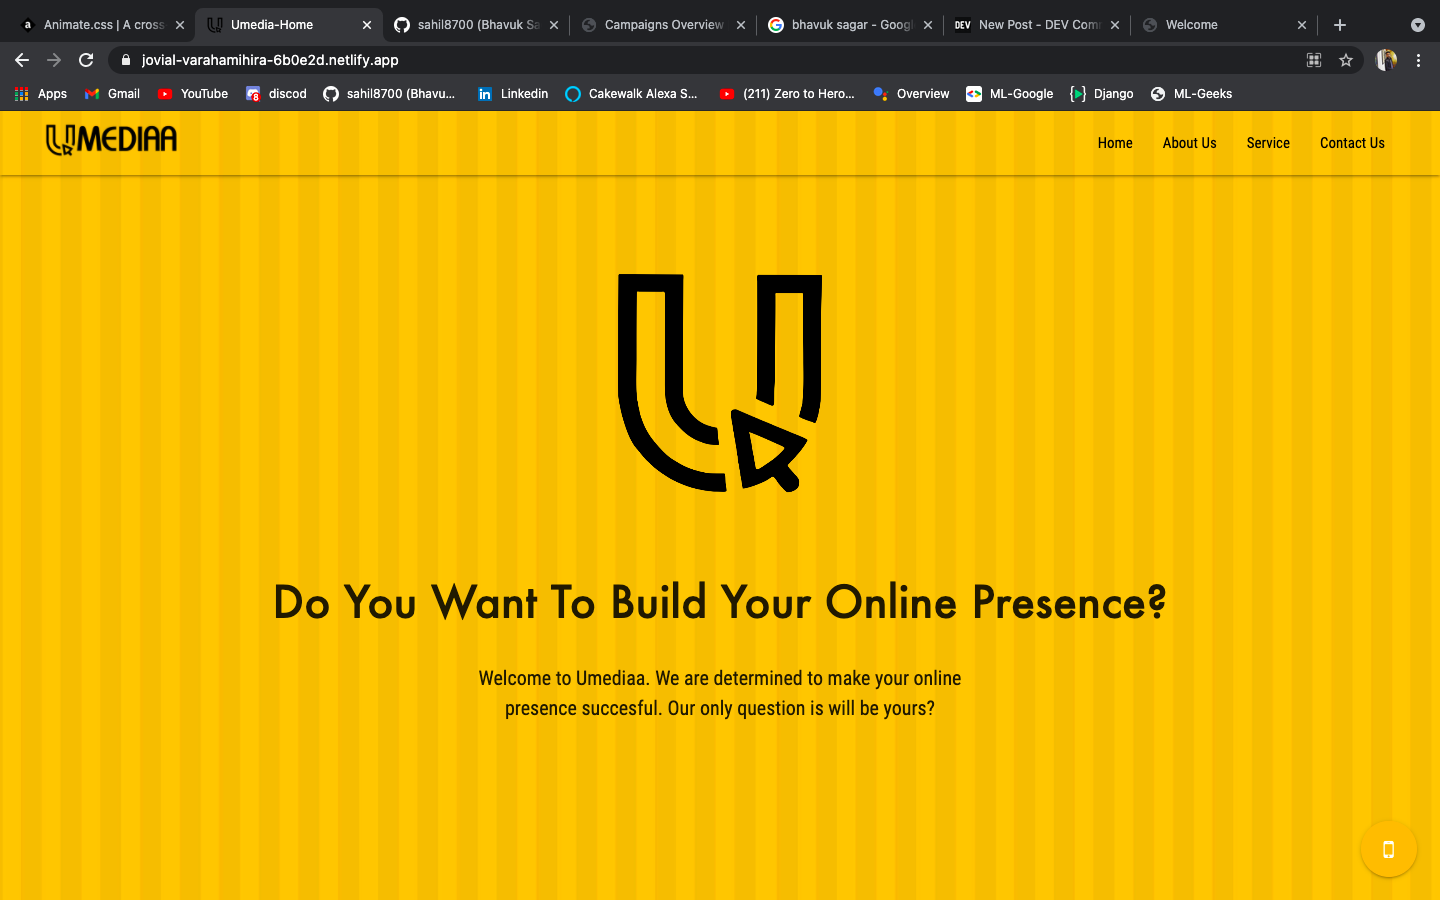 Animate.css | A cross
Umedia-Home
sahil8700 (Bhavuk Sa
Campaigns Overview
bhavuk sagar - Googl
DEV
New Post - DEV Com
Welcome
jovial-varahamihira-6b0e2d.netlify.app
Apps
Gmail
YouTube
discod
sahil8700 (Bhavu...
Linkedin
Cakewalk Alexa S...
(211) Zero to Hero...
Overview
ML-Google
Django
ML-Geeks
UMEDIAA
Home
About Us
Service
Contact Us
U
Do You Want To Build Your Online Presence?
Welcome to Umediaa. We are determined to make your online
presence succesful. Our only question is will be yours?